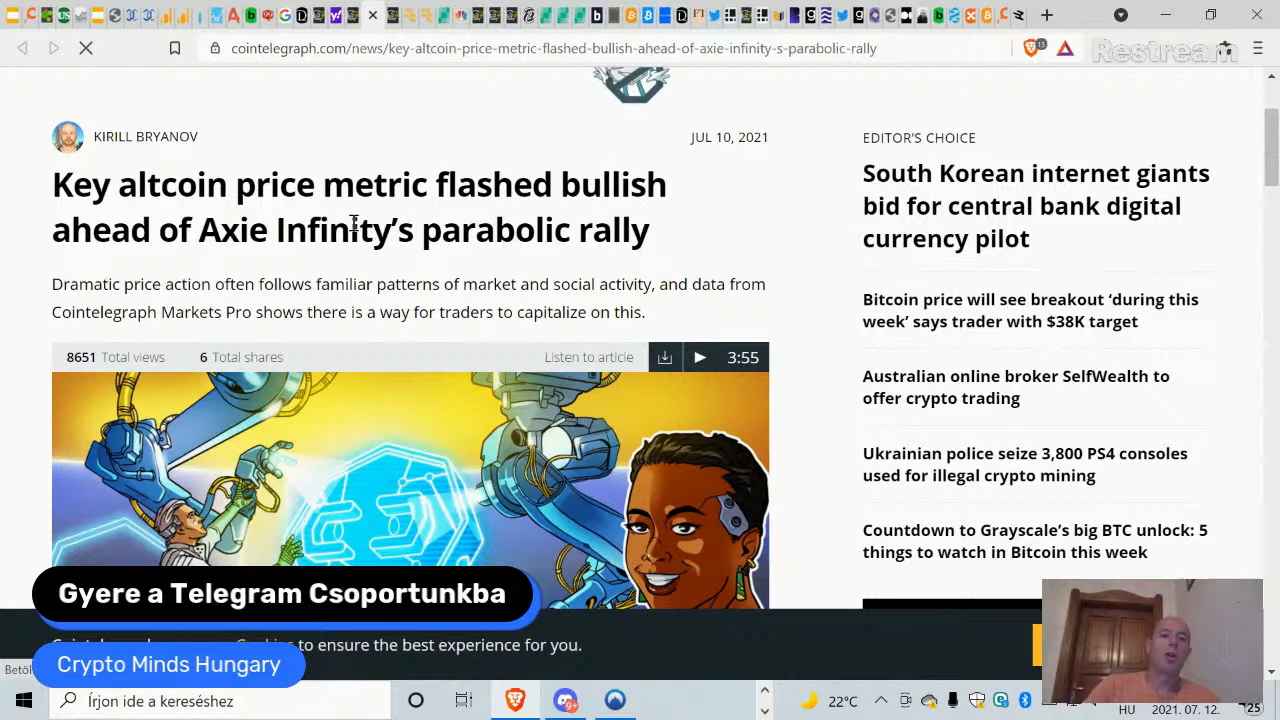 cointelegraph.com/news/key-altcoin-price-metric-flashed-bullish-ahead-of-axie-infinity-s-parabolic-rally
13
Restream
KIRILL BRYANOV
JUL 10, 2021
Key altcoin price metric flashed bullish
ahead of Axie Infinity’s parabolic rally
Dramatic price action often follows familiar patterns of market and social activity, and data from
Cointelegraph Markets Pro shows there is a way for traders to capitalize on this.
8651 Total views
6 Total shares
Listen to article
3:55
EDITOR’S CHOICE
South Korean internet giants
bid for central bank digital
currency pilot
Bitcoin price will see breakout ‘during this
week’ says trader with $38K target
Australian online broker SelfWealth to
offer crypto trading
Ukrainian police seize 3,800 PS4 consoles
used for illegal crypto mining
Countdown to Grayscale’s big BTC unlock: 5
things to watch in Bitcoin this week
Gyere a Telegram Csoportunkba
to ensure the best experience for you.
Crypto Minds Hungary
Írjon ide a kereséshez
9+
22°C
HU
2021. 07. 12.
25